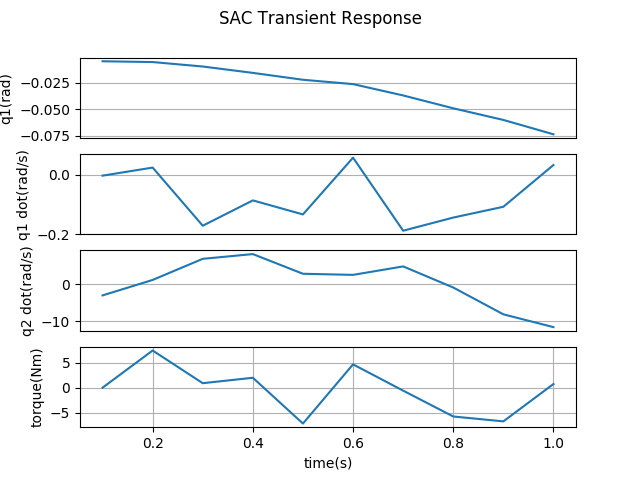 SAC Transient Response
q1(rad)
−0.025
−0.050
−0.075
q1 dot(rad/s)
0.0
−0.2
q2 dot(rad/s)
0
−10
torque(Nm)
5
0
−5
0.2 0.4 0.6 0.8 1.0
time(s)